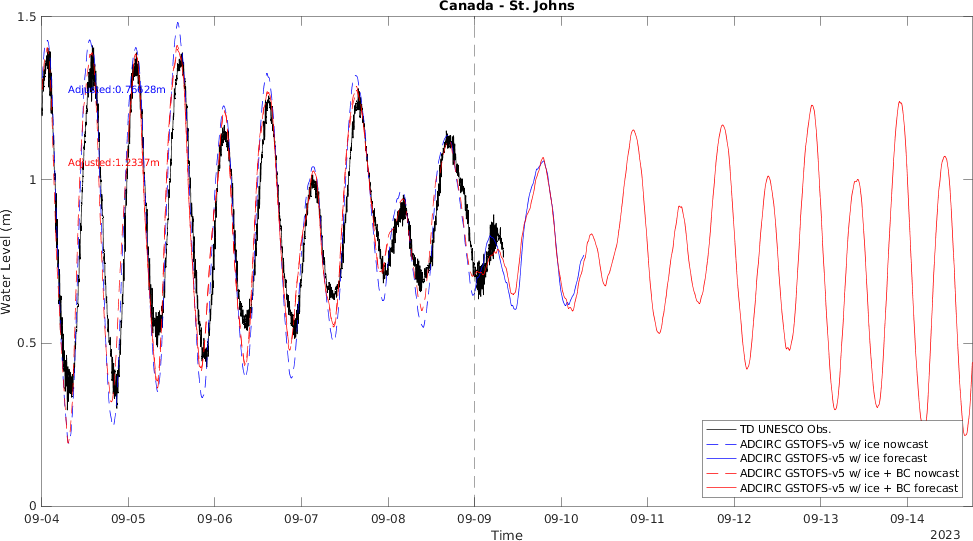 Canada - St. Johns
1.5
1
0.5
0
Water Level (m)
Adjusted:0.76628m
Adjusted:1.2337m
TD UNESCO Obs.
ADCIRC GSTOFS-v5 w/ ice nowcast
ADCIRC GSTOFS-v5 w/ ice forecast
ADCIRC GSTOFS-v5 w/ ice + BC nowcast
ADCIRC GSTOFS-v5 w/ ice + BC forecast
09-04 09-05 09-06 09-07 09-08 09-09 09-10 09-11 09-12 09-13 09-14
Time
2023